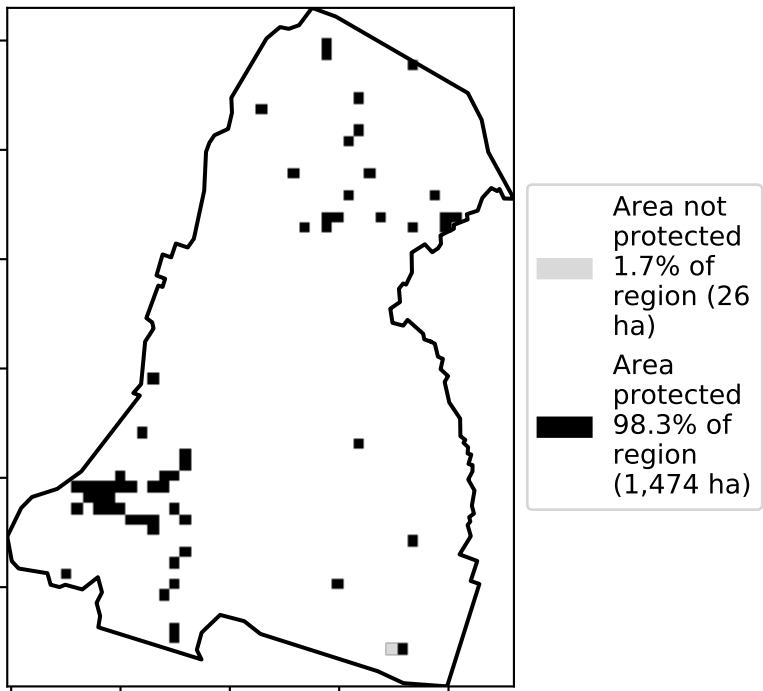 Area not
protected
1.7% of
region (26
ha)
Area
protected
98.3% of
region
(1,474 ha)